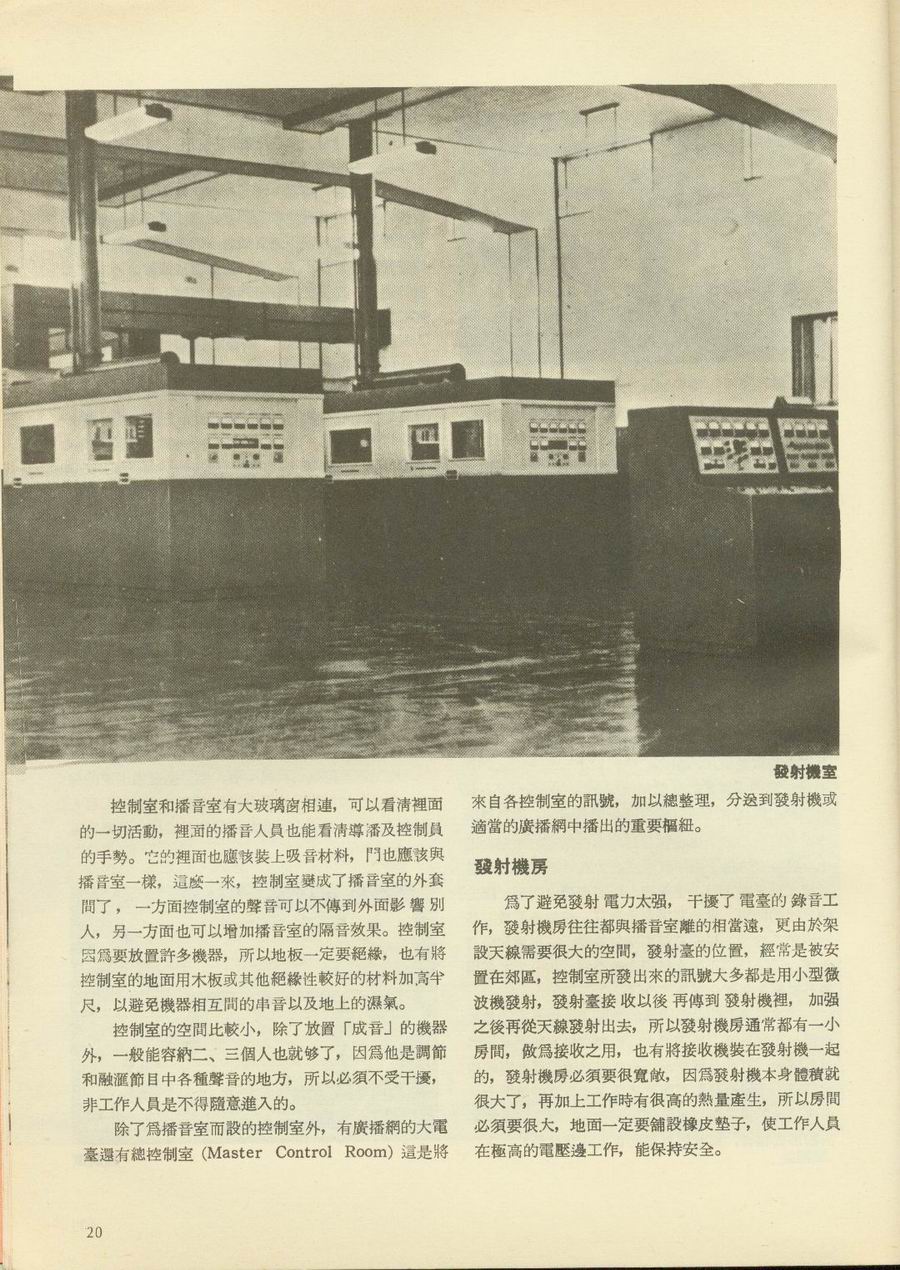 發射機室
控制室和播音室有大玻璃窗相連，可以看清裡面
的一切活動，裡面的播音人員也能看清導播及控制員
的手勢。它的裡面也應該裝上吸音材料，門也應該與
播音室一樣，這麼一來，控制室變成了播音室的外套
間了，一方面控制室的聲音可以不傳到外面影響別
人，另一方面也可以增加播音室的隔音效果。控制室
因爲要放置許多機器，所以地板一定要絕緣，也有將
控制室的地面用木板或其他絕緣性較好的材料加高半
尺，以避免機器相互間的串音以及地上的濕氣。
控制室的空間比較小，除了放置「成音」的機器
外，一般能容納二、三個人也就够了，因爲他是調節
和融滙節目中各種聲音的地方，所以必須不受干擾，
非工作人員是不得隨意進入的。
除了爲播音室而設的控制室外，有廣播網的大電
臺還有總控制室 (Master Control Room) 這是將
來自各控制室的訊號，加以總整理，分送到發射機或
適當的廣播網中播出的重要樞紐。
發射機房
爲了避免發射電力太强，干擾了電臺的錄音工
作，發射機房往往都與播音室離的相當遠，更由於架
設天線需要很大的空間，發射臺的位置，經常是被安
置在郊區，控制室所發出來的訊號大多都是用小型微
波機發射，發射臺接收以後再傳到發射機裡，加强
之後再從天線發射出去，所以發射機房通常都有一小
房間，做爲接收之用，也有將接收機裝在發射機一起
的，發射機房必須要很寬敞，因爲發射機本身體積就
很大了，再加上工作時有很高的熱量產生，所以房間
必須要很大，地面一定要舖設橡皮墊子，使工作人員
在極高的電壓邊工作，能保持安全。
20